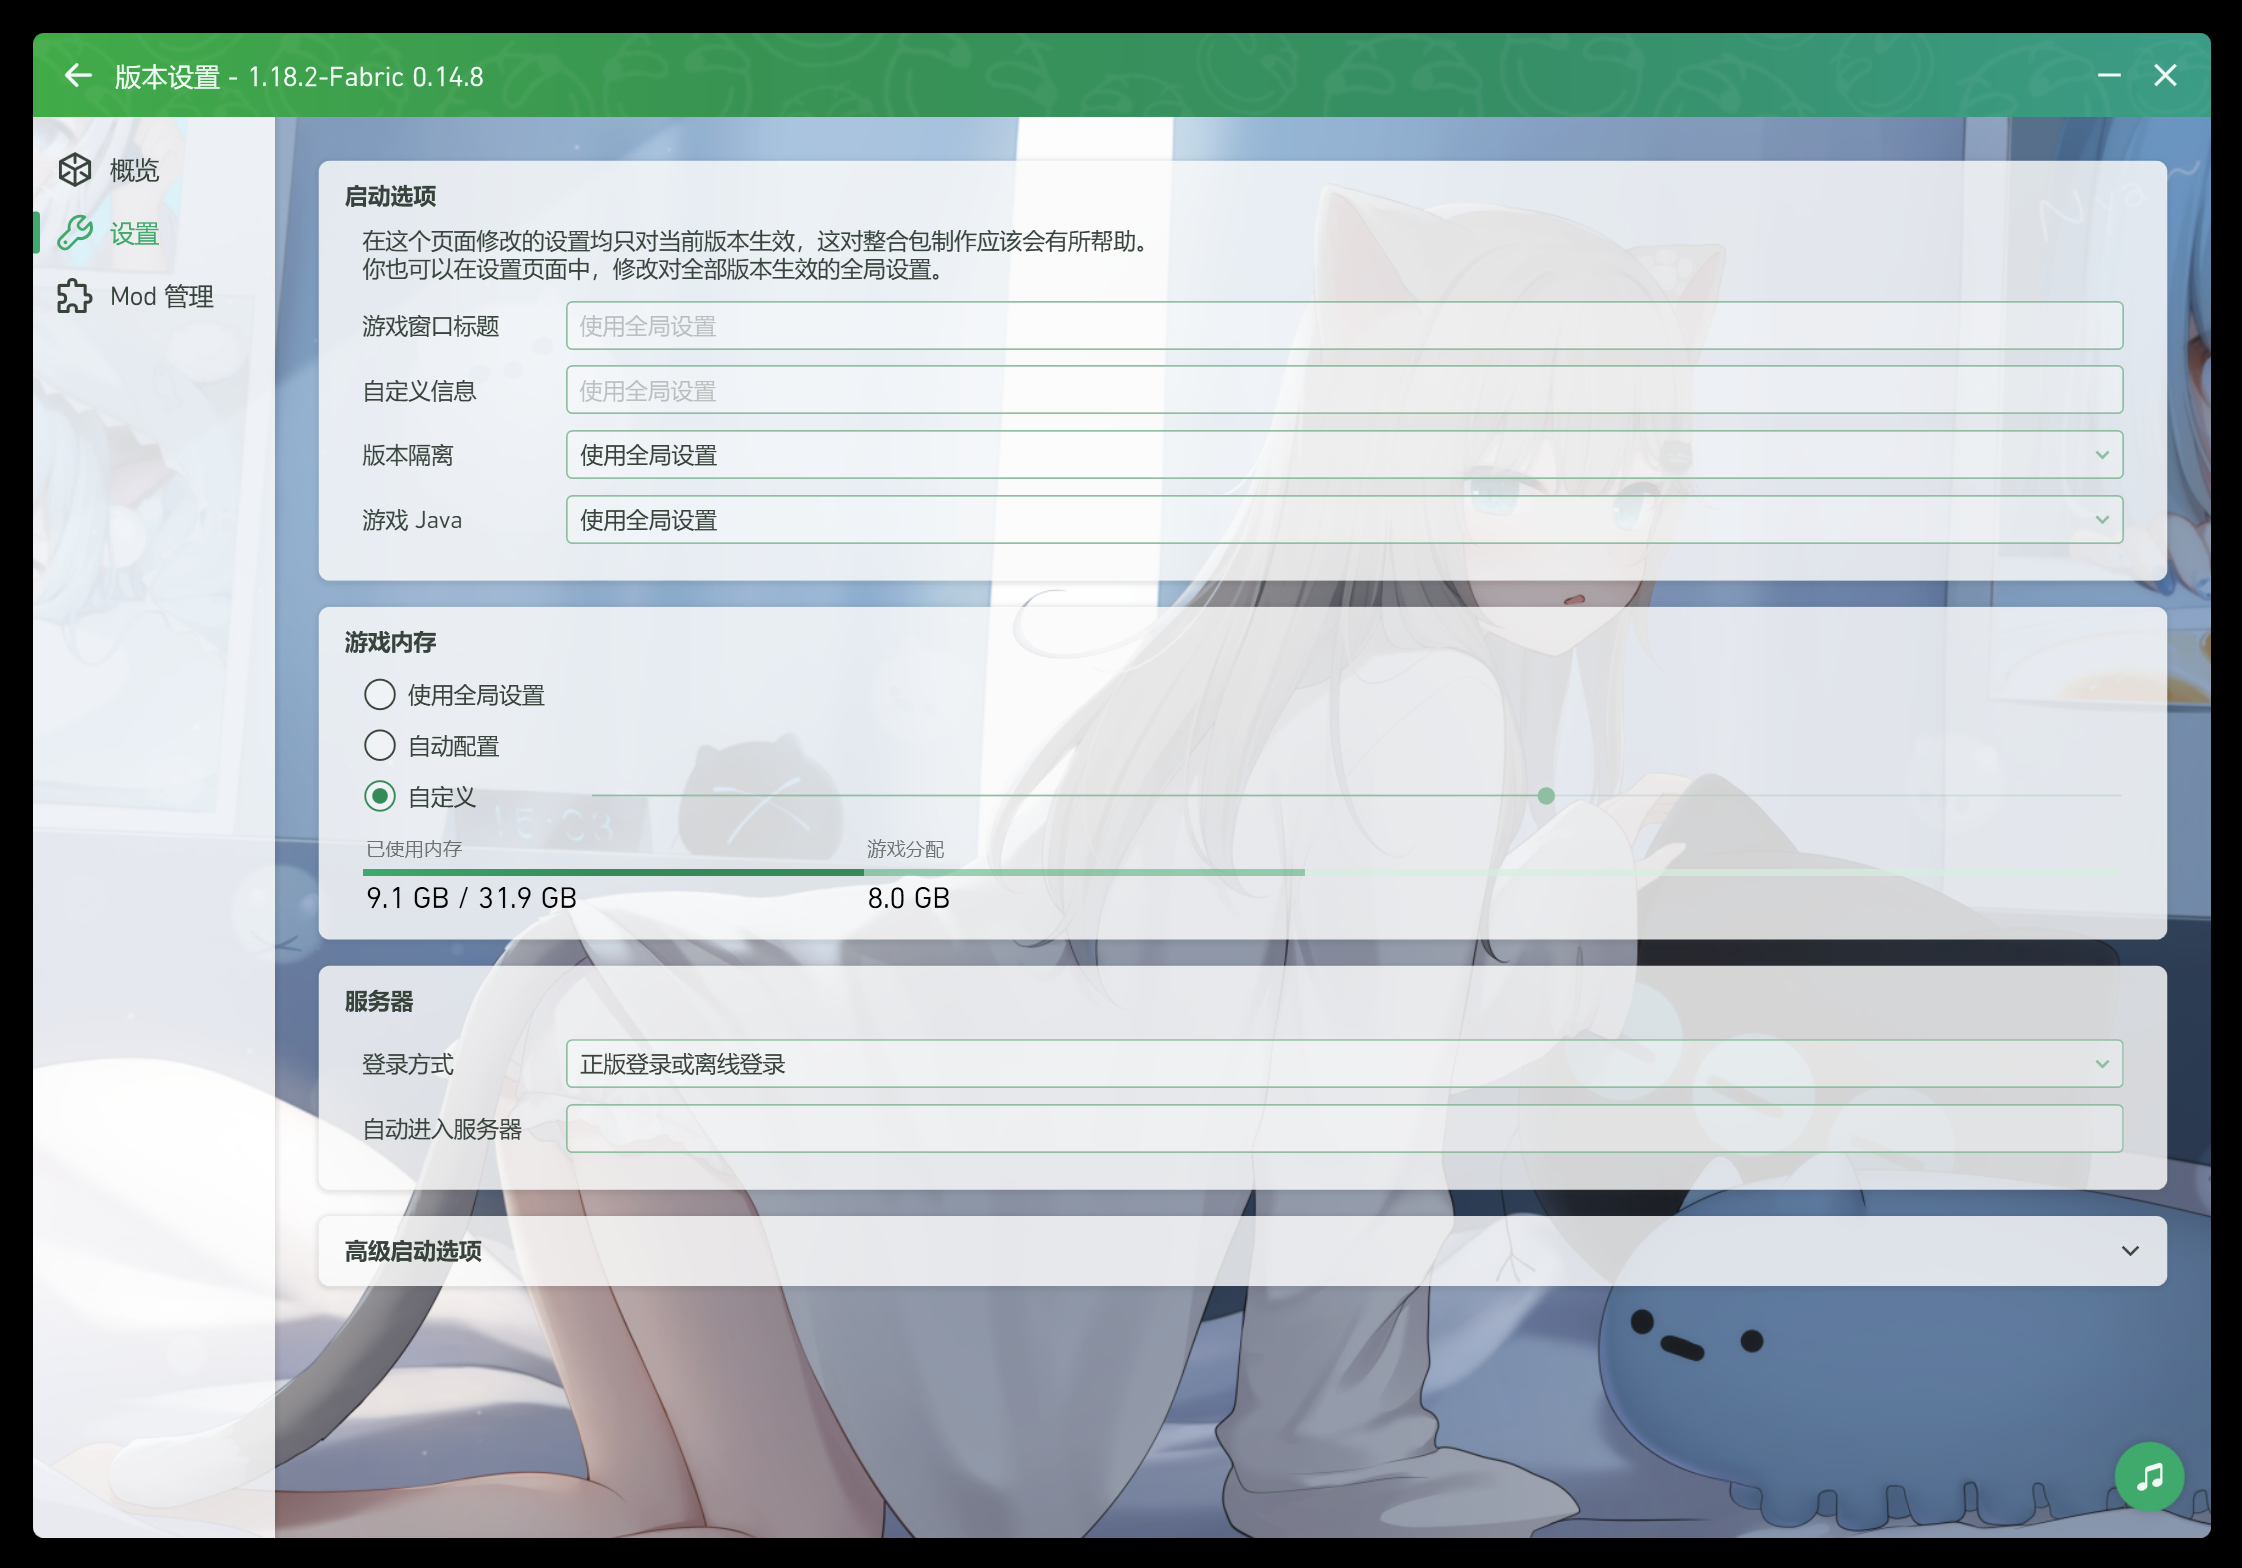 版本设置 - 1.18.2-Fabric 0.14.8
概览
设置
Mod 管理
启动选项
在这个页面修改的设置均只对当前版本生效，这对整合包制作应该会有所帮助。
你也可以在设置页面中，修改对全部版本生效的全局设置。
游戏窗口标题
使用全局设置
自定义信息
使用全局设置
版本隔离
使用全局设置
游戏 Java
使用全局设置
游戏内存
使用全局设置
自动配置
自定义
15:03
已使用内存
游戏分配
9.1 GB / 31.9 GB
8.0 GB
服务器
登录方式
正版登录或离线登录
自动进入服务器
高级启动选项
Nya~